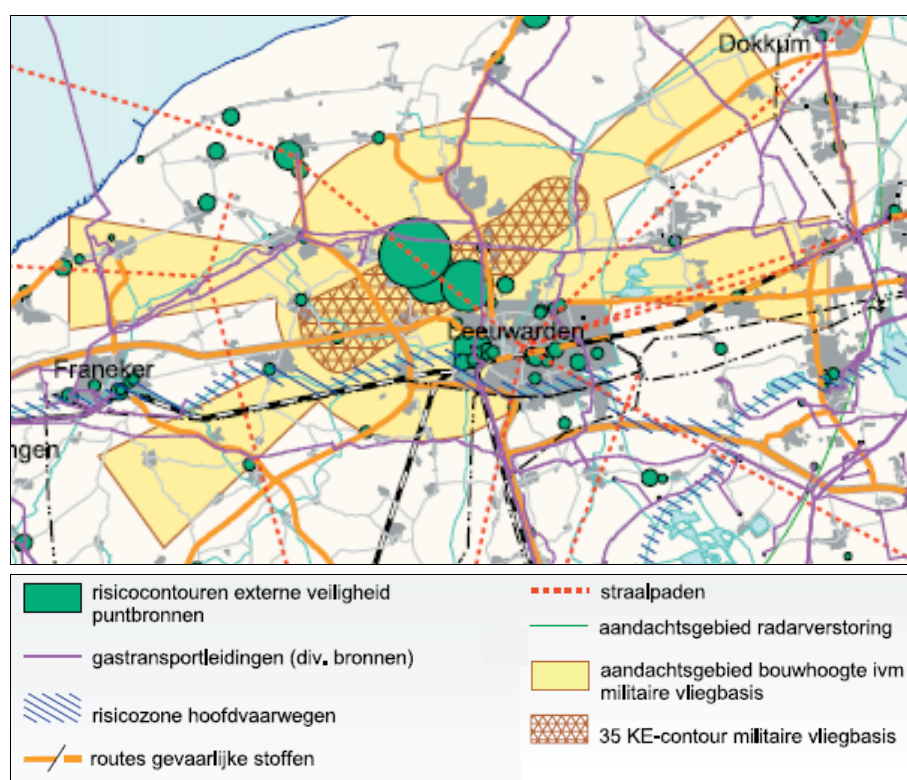 Dokkum
Leeuwarden
Franeker
ngen
risicocontouren externe veiligheid
puntbronnen
gastransportleidingen (div. bronnen)
risicozone hoofdvaarwegen
routes gevaarlijke stoffen
straalpaden
aandachtsgebied radarverstoring
aandachtsgebied bouwhoogte ivm
militaire vliegbasis
35 KE-contour militaire vliegbasis